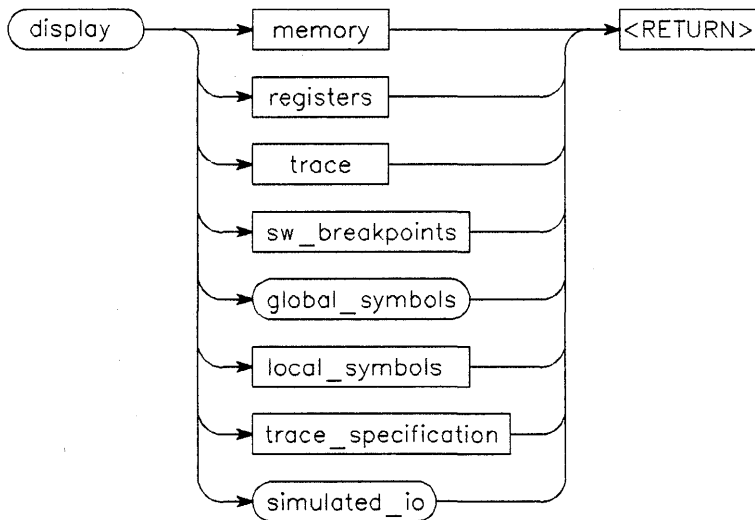 display
memory
<RETURN>
registers
trace
sw_breakpoints
global_symbols
local_symbols
trace_specification
simulated_io